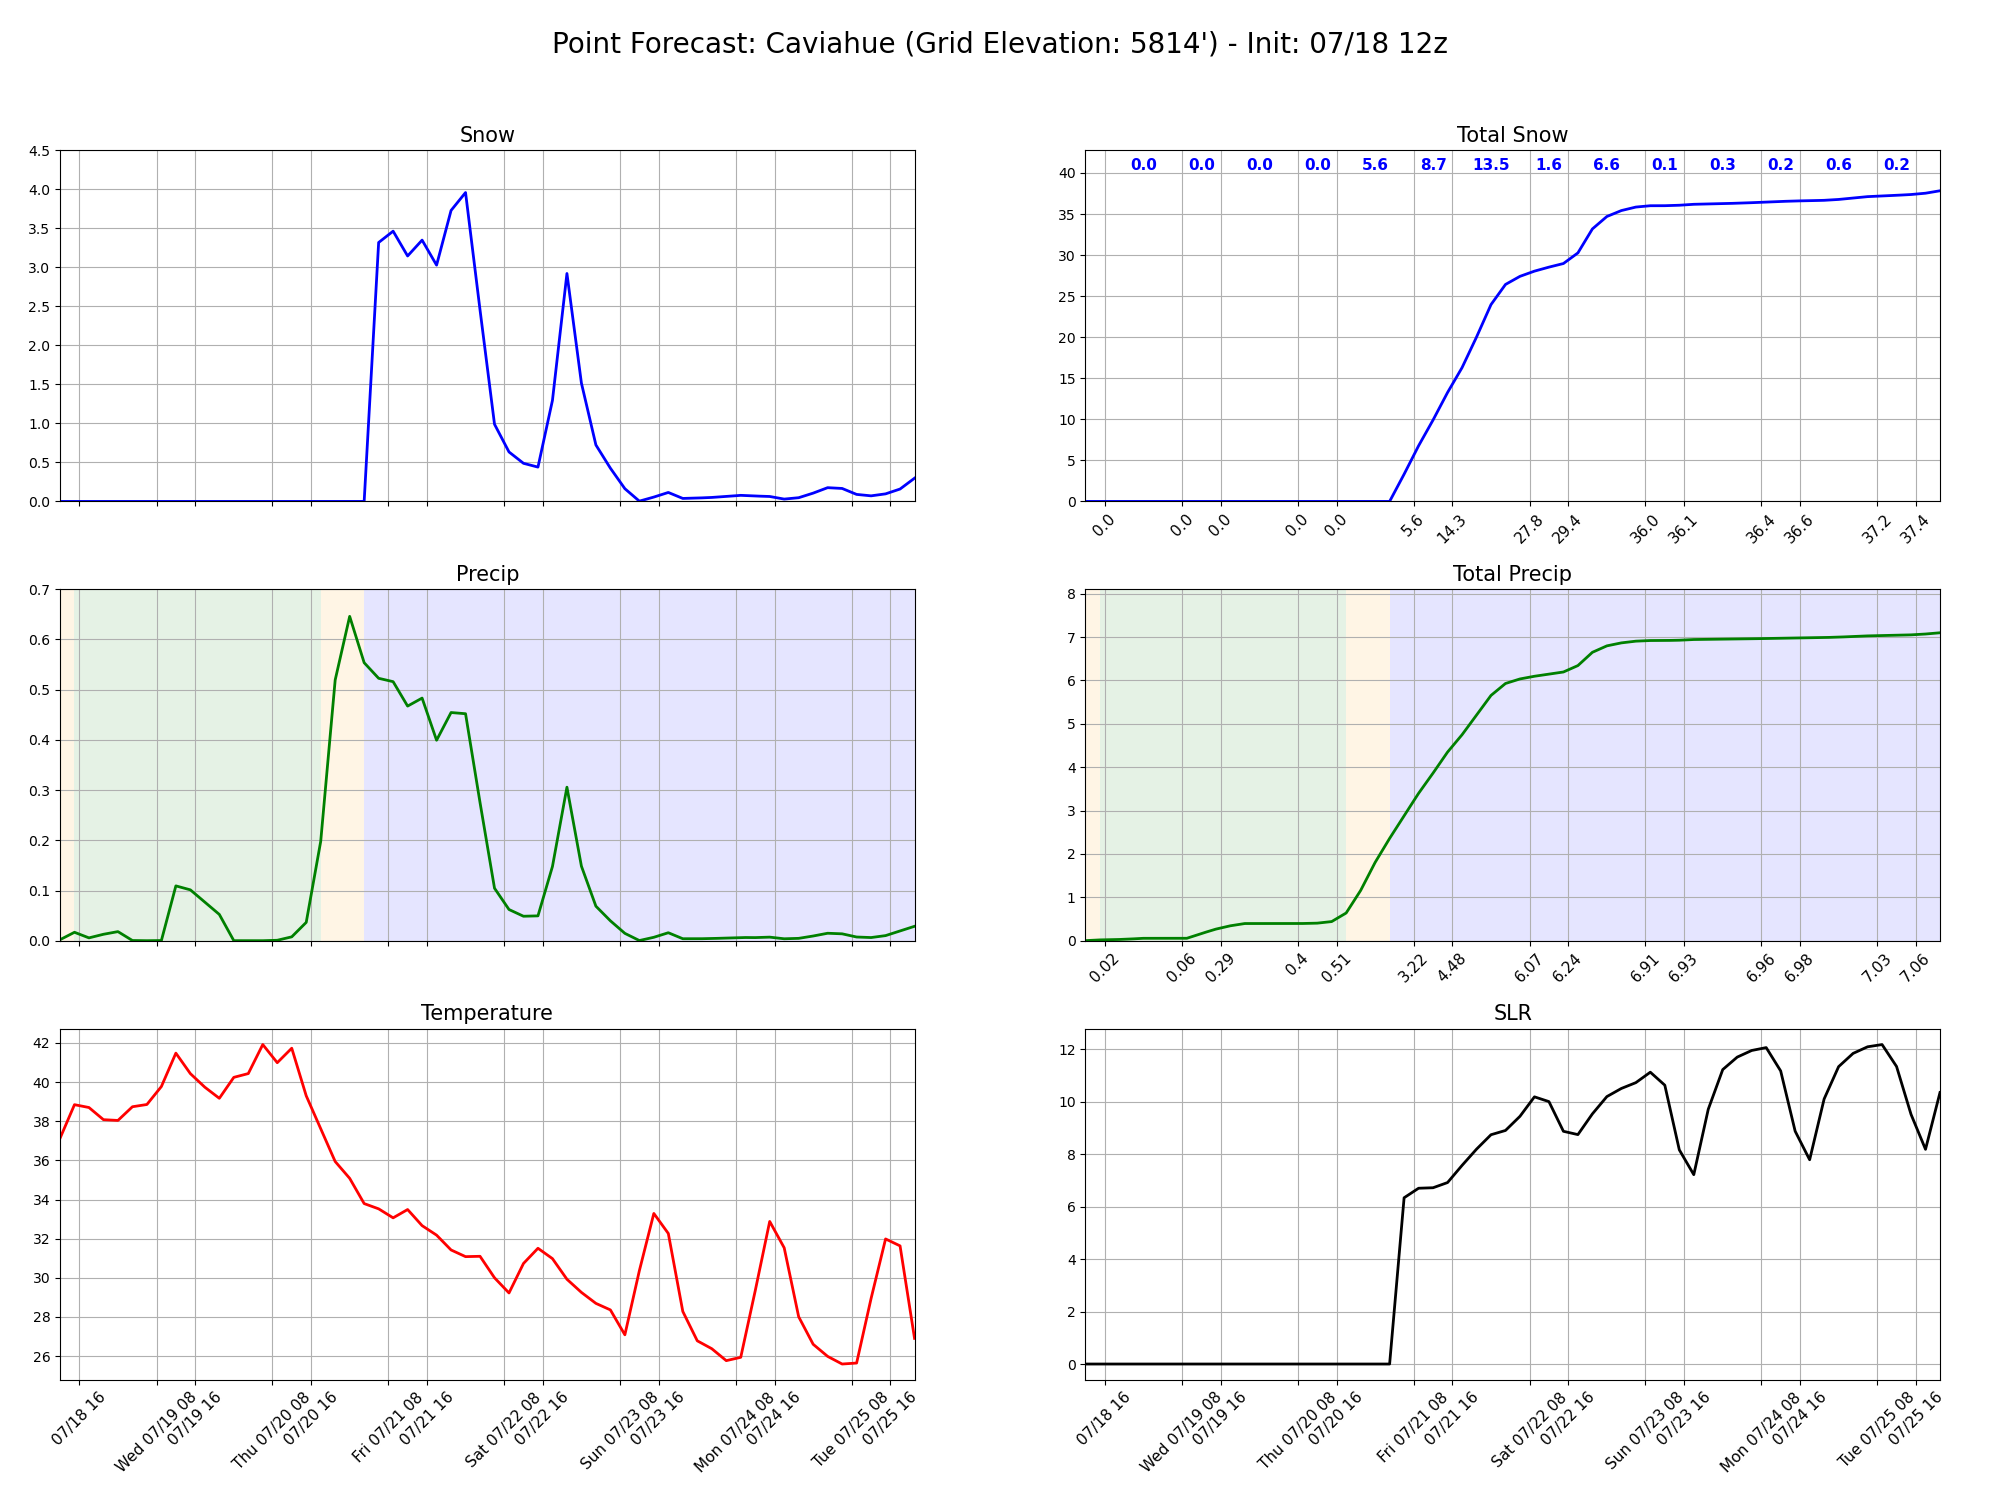 Point Forecast: Caviahue (Grid Elevation: 5814') - Init: 07/18 12z
Snow
4.5
4.0
3.5
3.0
2.5
2.0
1.5
1.0
0.5
0.0
Total Snow
0.0 0.0 0.0 0.0 5.6 8.7 13.5 1.6 6.6 0.1 0.3 0.2 0.6 0.2
40
35
30
25
20
15
10
5
0
0.0 0.0 0.0 0.0 0.0 5.6 14.3 27.8 29.4 36.0 36.1 36.4 36.6 37.2 37.4
Precip
0.7
0.6
0.5
0.4
0.3
0.2
0.1
0.0
Total Precip
8
7
6
5
4
3
2
1
0
0.02 0.06 0.29 0.4 0.51 3.22 4.48 6.07 6.24 6.91 6.93 6.96 6.98 7.03 7.06
Temperature
42
40
38
36
34
32
30
28
26
07/18 16
Wed 07/19 08
07/19 16
Thu 07/20 08
07/20 16
Fri 07/21 08
07/21 16
Sat 07/22 08
07/22 16
Sun 07/23 08
07/23 16
Mon 07/24 08
07/24 16
Tue 07/25 08
07/25 16
SLR
12
10
8
6
4
2
0
07/18 16
Wed 07/19 08
07/19 16
Thu 07/20 08
07/20 16
Fri 07/21 08
07/21 16
Sat 07/22 08
07/22 16
Sun 07/23 08
07/23 16
Mon 07/24 08
07/24 16
Tue 07/25 08
07/25 16